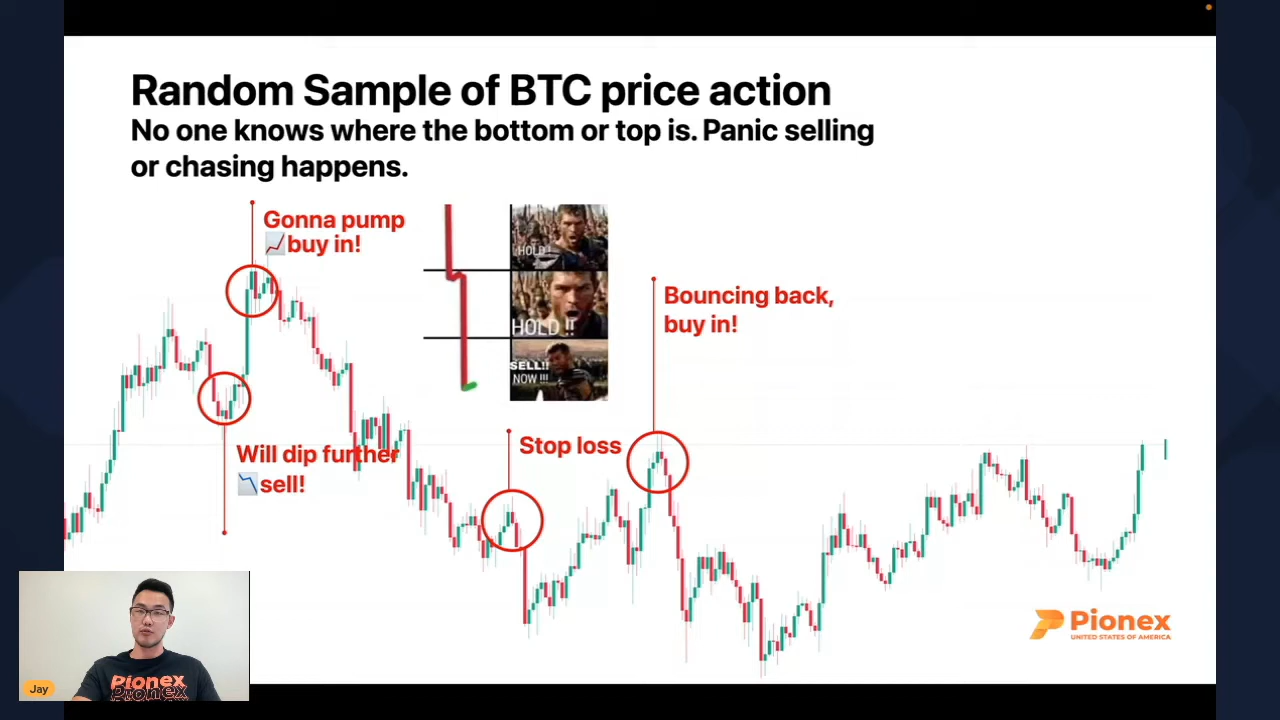 Random Sample of BTC price action
No one knows where the bottom or top is. Panic selling
or chasing happens.
Gonna pump
buy in!
HOLD !
HOLD !!
SELL!!
NOW !!!
Bouncing back,
buy in!
Will dip further
sell!
Stop loss
Pionex
UNITED STATES OF AMERICA
Pionex
Pionex
Jay